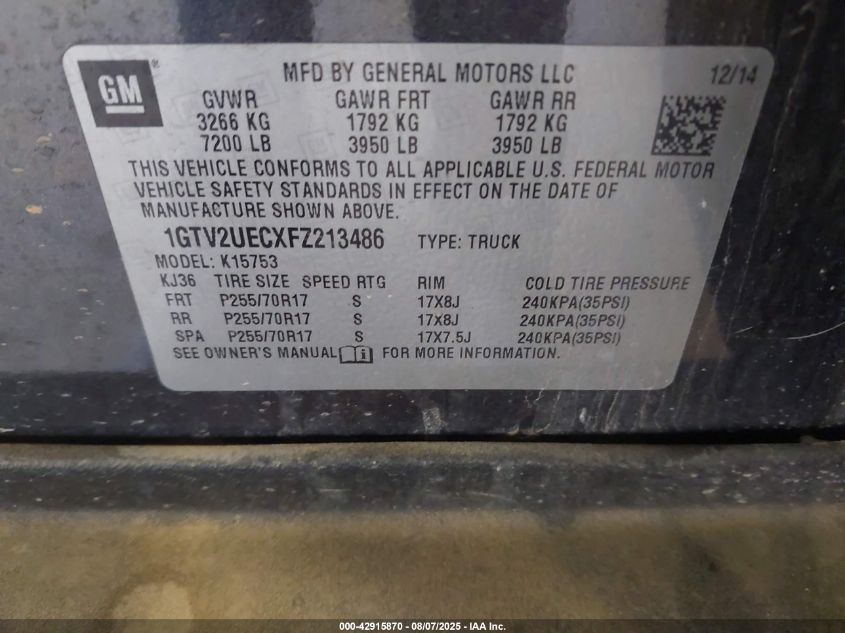 GM ®
MFD BY GENERAL MOTORS LLC 12/14
GVWR GAWR FRT GAWR RR
3266 KG 1792 KG 1792 KG
7200 LB 3950 LB 3950 LB
THIS VEHICLE CONFORMS TO ALL APPLICABLE U.S. FEDERAL MOTOR
VEHICLE SAFETY STANDARDS IN EFFECT ON THE DATE OF
MANUFACTURE SHOWN ABOVE.
1GTV2UECXFZ213486 TYPE: TRUCK
MODEL: K15753
KJ36 TIRE SIZE SPEED RTG RIM COLD TIRE PRESSURE
FRT P255/70R17 S 17X8J 240KPA(35PSI)
RR P255/70R17 S 17X8J 240KPA(35PSI)
SPA P255/70R17 S 17X7.5J 240KPA(35PSI)
SEE OWNER'S MANUAL i FOR MORE INFORMATION.
000-42915870 - 08/07/2025 - IAA Inc.